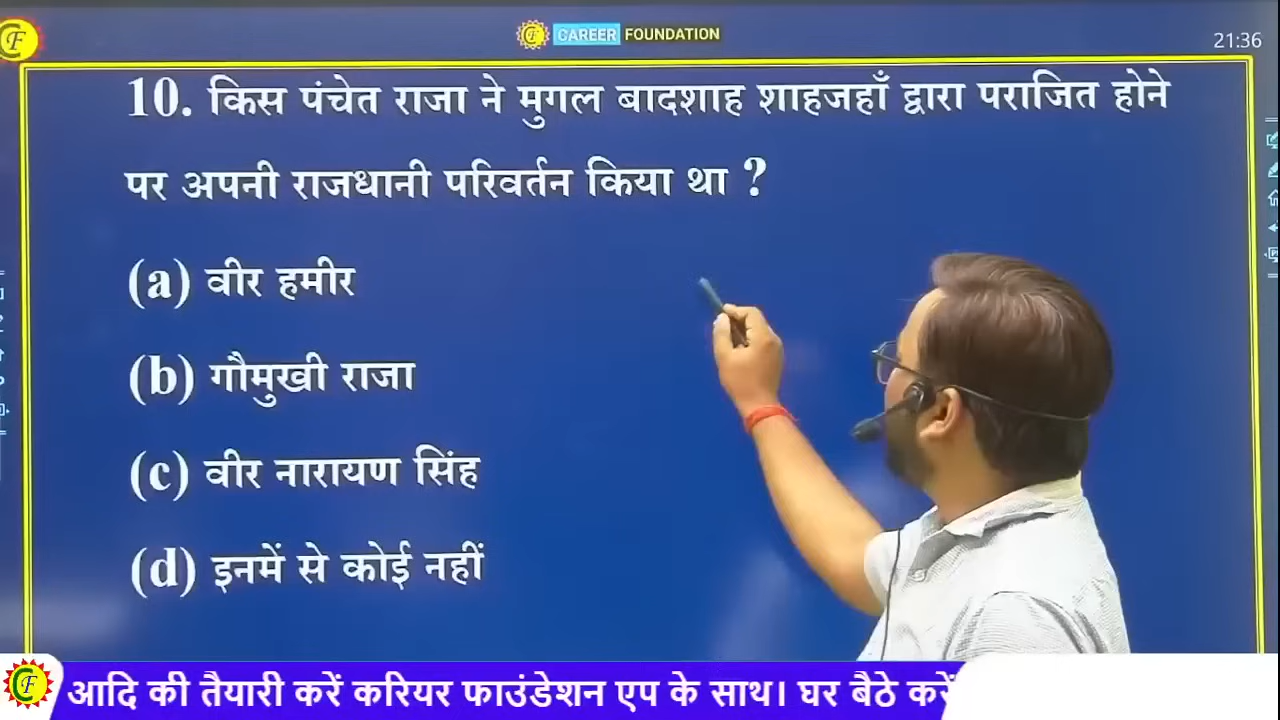 CAREER FOUNDATION
21:36
10. किस पंचेत राजा ने मुगल बादशाह शाहजहाँ द्वारा पराजित होने
पर अपनी राजधानी परिवर्तन किया था ?
(a) वीर हमीर
(b) गौमुखी राजा
(c) वीर नारायण सिंह
(d) इनमें से कोई नहीं
आदि की तैयारी करें करियर फाउंडेशन एप के साथ। घर बैठे करें